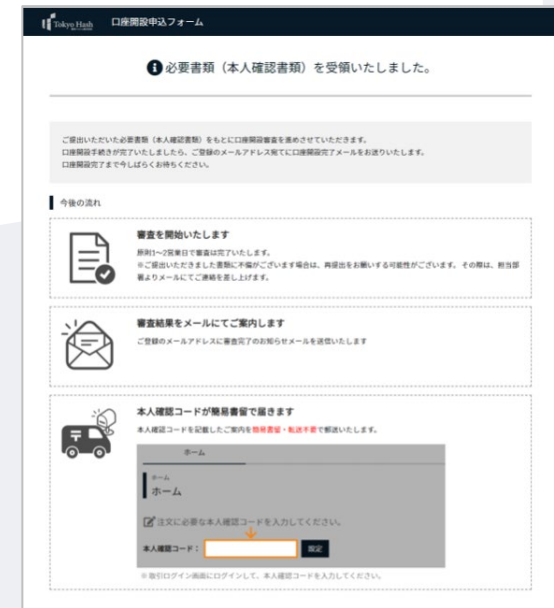 Tokyo Hash
口座開設申込フォーム
必要書類（本人確認書類）を受領いたしました。
ご提出いただいた必要書類（本人確認書類）をもとに口座開設審査を進めさせていただきます。
口座開設手続きが完了いたしましたら、ご登録のメールアドレス宛てに口座開設完了メールをお送りいたします。
口座開設完了まで今しばらくお待ちください。
今後の流れ
審査を開始いたします
原則1〜2営業日で審査は完了いたします。
※ご提出いただきました書類に不備がございます場合は、再提出をお願いする可能性がございます。その際は、担当部
署よりメールにてご連絡を差し上げます。
審査結果をメールにてご案内します
ご登録のメールアドレスに審査完了のお知らせメールを送信いたします
本人確認コードが簡易書留で届きます
本人確認コードを記載したご案内を簡易書留・転送不要で郵送いたします。
ホーム
ホーム
ホーム
注文に必要な本人確認コードを入力してください。
本人確認コード：
設定
※取引ログイン画面にログインして、本人確認コードを入力してください。